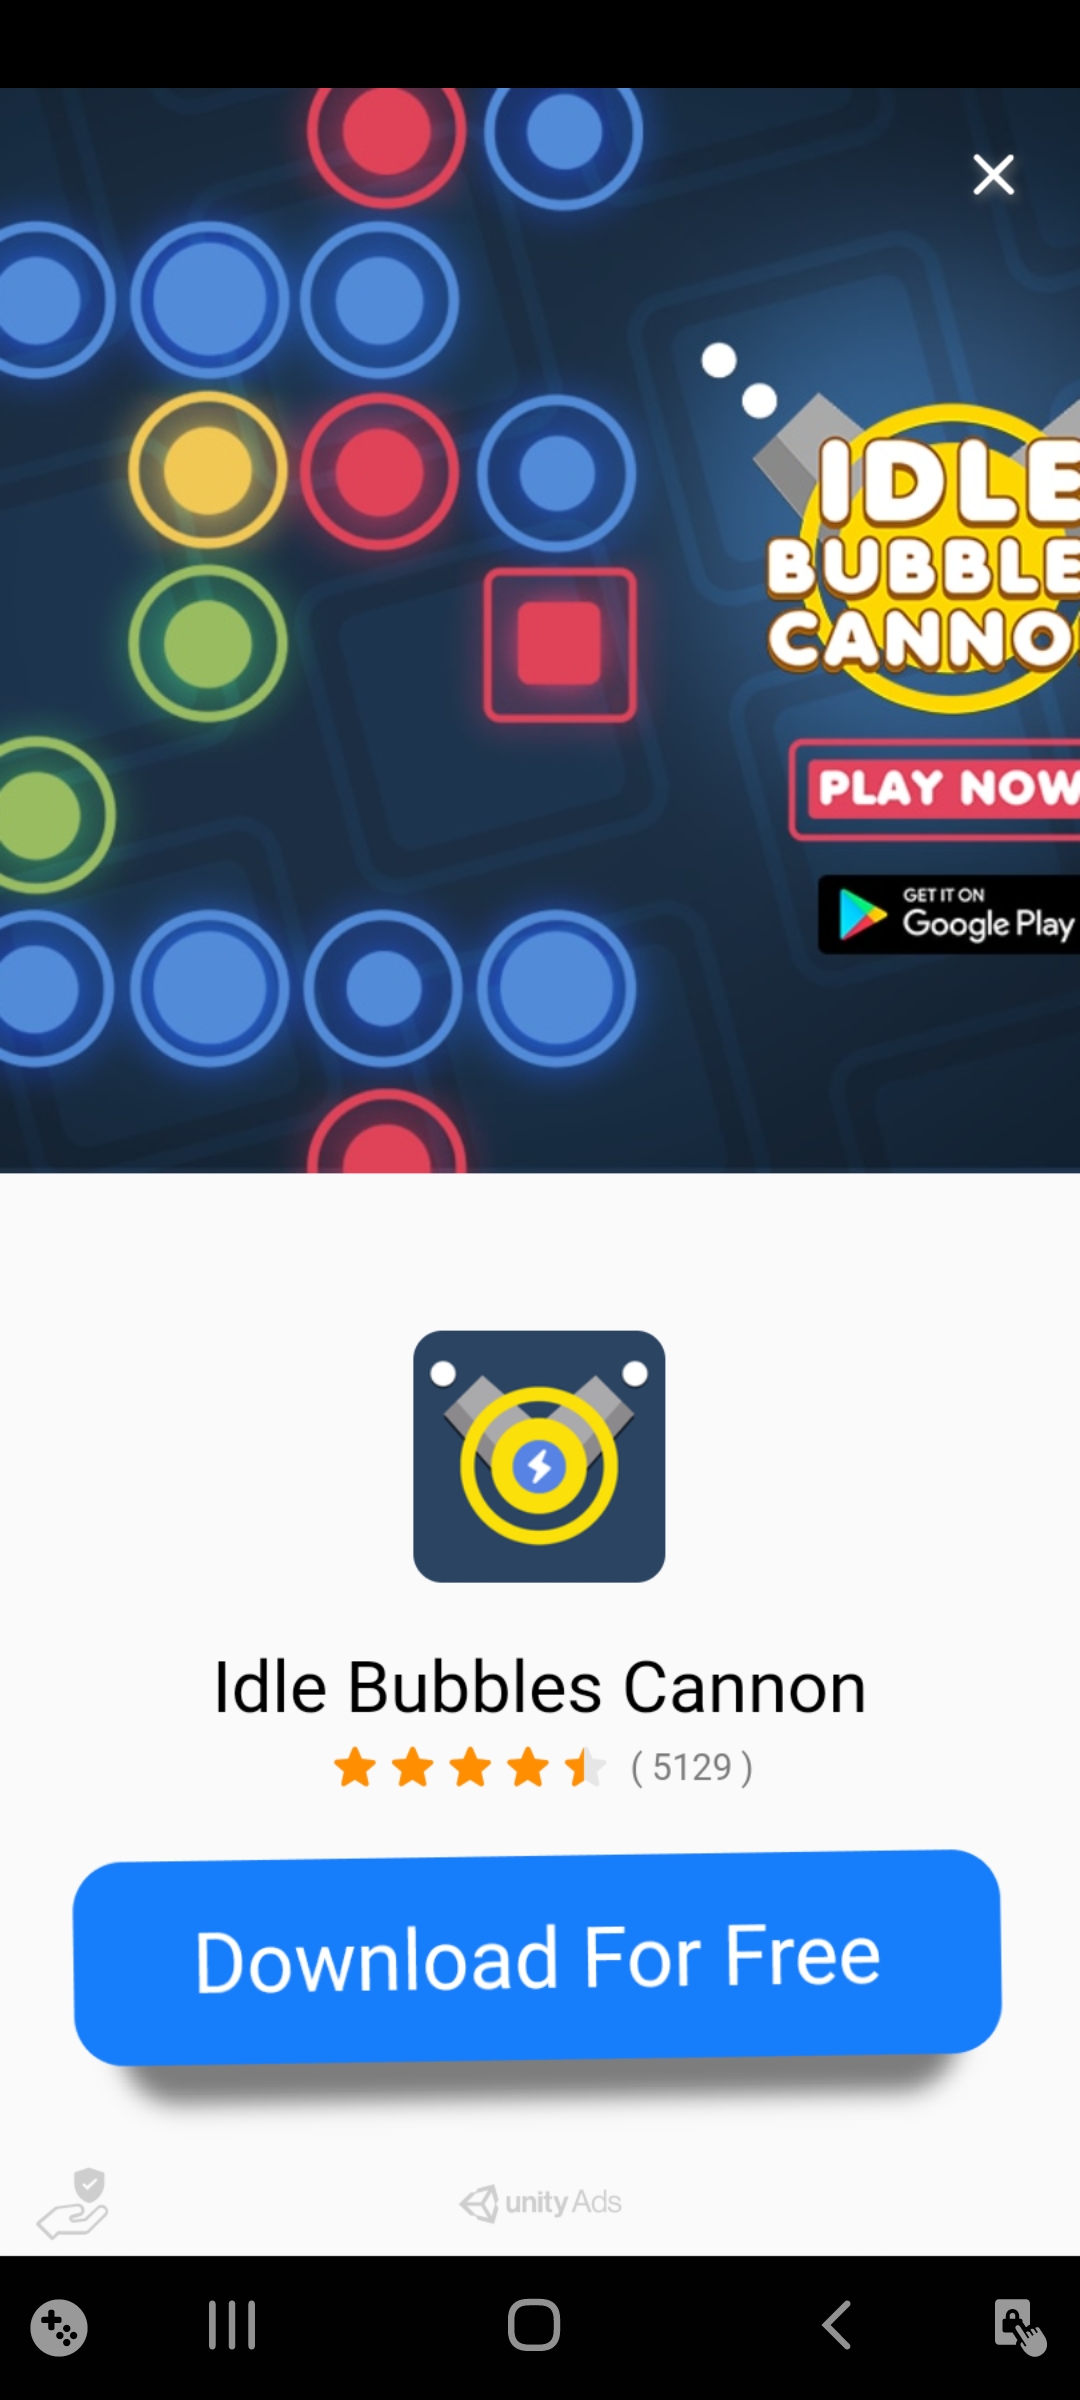 IDLE
BUBBLE
CANNO
PLAY NOW
GET IT ON
Google Play
Idle Bubbles Cannon
( 5129 )
Download For Free
unity Ads